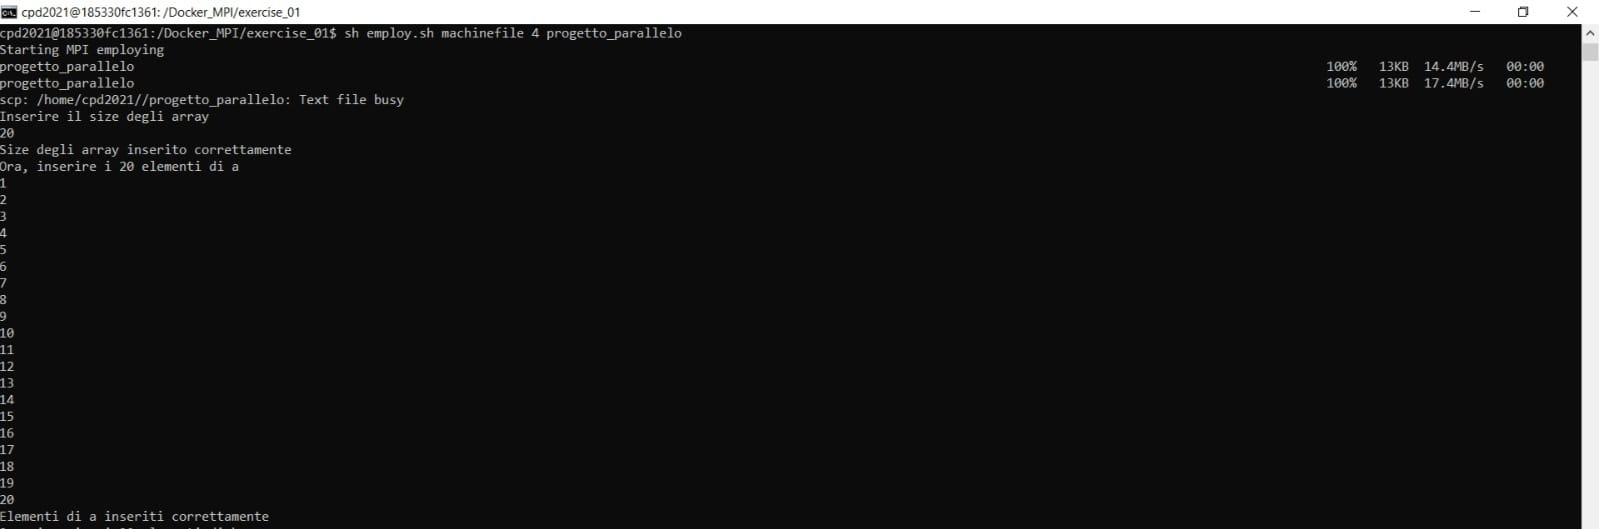 cpd2021@185330fc1361: /Docker_MPI/exercise_01
cpd2021@185330fc1361:/Docker_MPI/exercise_01$ sh employ.sh machinefile 4 progetto_parallelo
Starting MPI employing
progetto_parallelo 100% 13KB 14.4MB/s 00:00
progetto_parallelo 100% 13KB 17.4MB/s 00:00
scp: /home/cpd2021//progetto_parallelo: Text file busy
Inserire il size degli array
20
Size degli array inserito correttamente
Ora, inserire i 20 elementi di a
1
2
3
4
5
6
7
8
9
10
11
12
13
14
15
16
17
18
19
20
Elementi di a inseriti correttamente